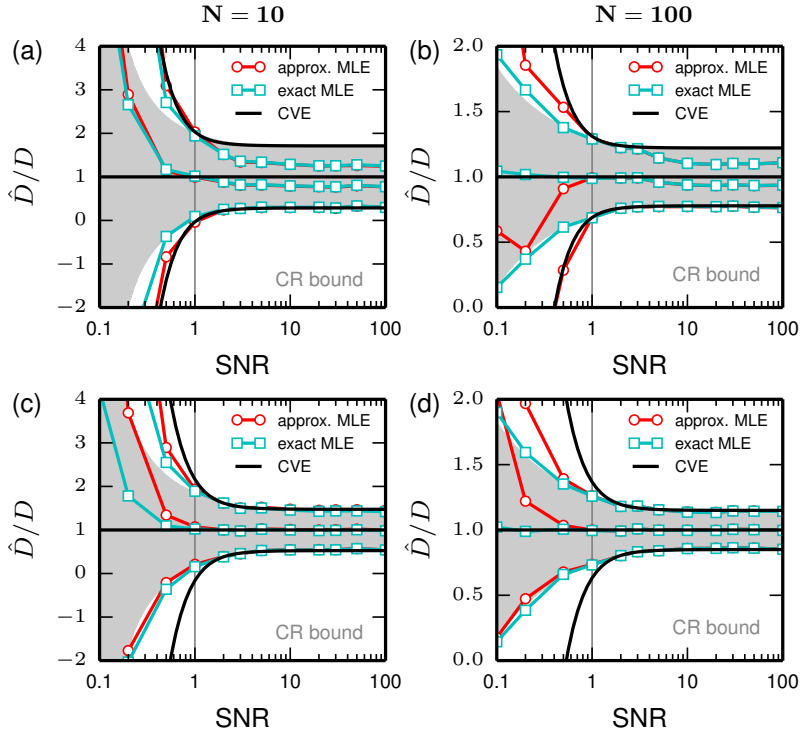 N = 10
N = 100
(a)
4
3
2
1
0
−1
−2
D̂/D
approx. MLE
exact MLE
CVE
CR bound
0.1
1
10
100
SNR
(b)
2.0
1.5
1.0
0.5
0.0
D̂/D
approx. MLE
exact MLE
CVE
CR bound
0.1
1
10
100
SNR
(c)
4
3
2
1
0
−1
−2
D̂/D
approx. MLE
exact MLE
CVE
CR bound
0.1
1
10
100
SNR
(d)
2.0
1.5
1.0
0.5
0.0
D̂/D
approx. MLE
exact MLE
CVE
CR bound
0.1
1
10
100
SNR